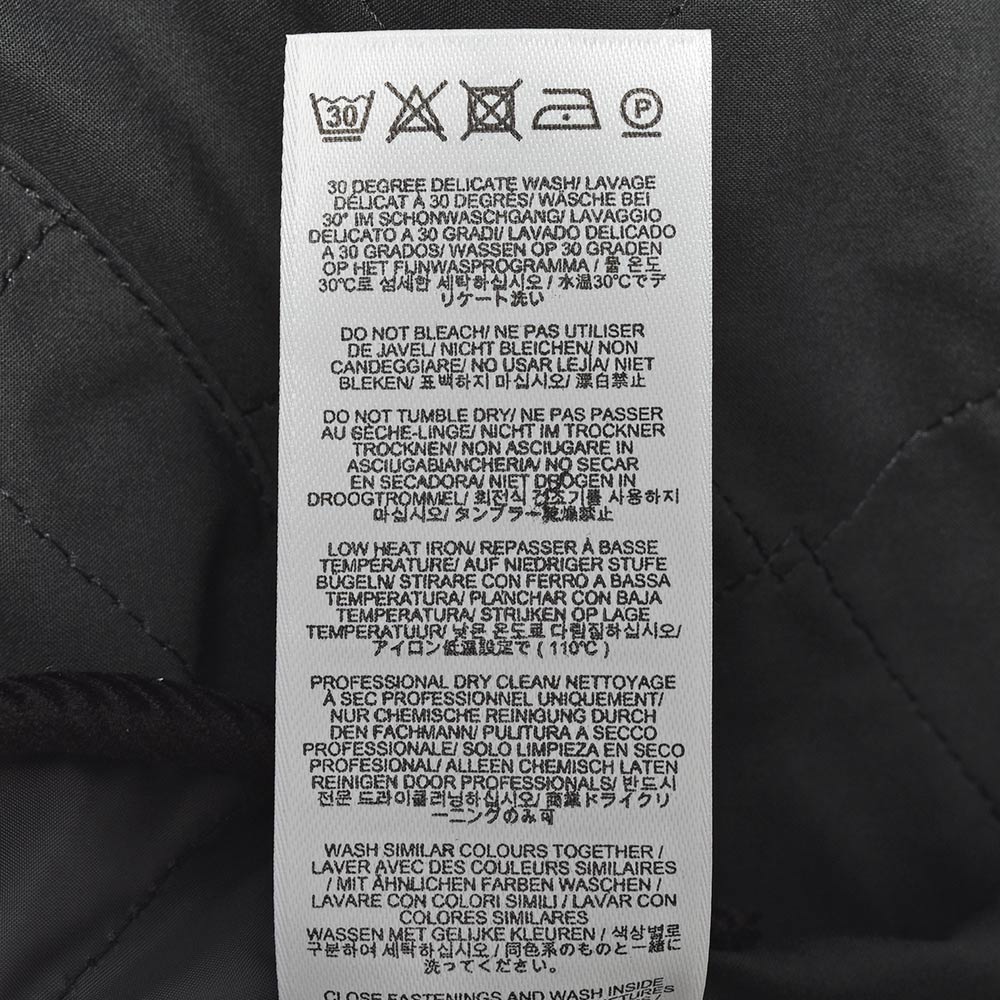 30
P
30 DEGREE DELICATE WASH/ LAVAGE
DÉLICAT À 30 DEGRÉS/ WÄSCHE BEI
30° IM SCHONWASCHGANG/ LAVAGGIO
DELICATO A 30 GRADI/ LAVADO DELICADO
A 30 GRADOS/ WASSEN OP 30 GRADEN
OP HET FIJNWASPROGRAMMA / 물 온도
30℃로 섬세한 세탁하십시오 / 水温30℃でデ
リケート洗い
DO NOT BLEACH/ NE PAS UTILISER
DE JAVEL/ NICHT BLEICHEN/ NON
CANDEGGIARE/ NO USAR LEJÍA/ NIET
BLEKEN/ 표백하지 마십시오/ 漂白禁止
DO NOT TUMBLE DRY/ NE PAS PASSER
AU SÈCHE-LINGE/ NICHT IM TROCKNER
TROCKNEN/ NON ASCIUGARE IN
ASCIUGABIANCHERIA/ NO SECAR
EN SECADORA/ NIET DROGEN IN
DROOGTROMMEL/ 회전식 건조기를 사용하지
마십시오/ タンブラー乾燥禁止
LOW HEAT IRON/ REPASSER À BASSE
TEMPÉRATURE/ AUF NIEDRIGER STUFE
BÜGELN/ STIRARE CON FERRO A BASSA
TEMPERATURA/ PLANCHAR CON BAJA
TEMPERATURA/ STRIJKEN OP LAGE
TEMPERATUUR/ 낮은 온도로 다림질하십시오/
アイロン低温設定で ( 110℃ )
PROFESSIONAL DRY CLEAN/ NETTOYAGE
À SEC PROFESSIONNEL UNIQUEMENT/
NUR CHEMISCHE REINIGUNG DURCH
DEN FACHMANN/ PULITURA A SECCO
PROFESSIONALE/ SOLO LIMPIEZA EN SECO
PROFESIONAL/ ALLEEN CHEMISCH LATEN
REINIGEN DOOR PROFESSIONALS/ 반드시
전문 드라이클리닝하십시오/ 商業ドライクリ
ーニングのみ可
WASH SIMILAR COLOURS TOGETHER /
LAVER AVEC DES COULEURS SIMILAIRES
/ MIT ÄHNLICHEN FARBEN WASCHEN /
LAVARE CON COLORI SIMILI / LAVAR CON
COLORES SIMILARES
WASSEN MET GELIJKE KLEUREN / 색상별로
구분하여 세탁하십시오 / 同色系のものと一緒に
洗ってください。
CLOSE FASTENINGS AND WASH INSIDE